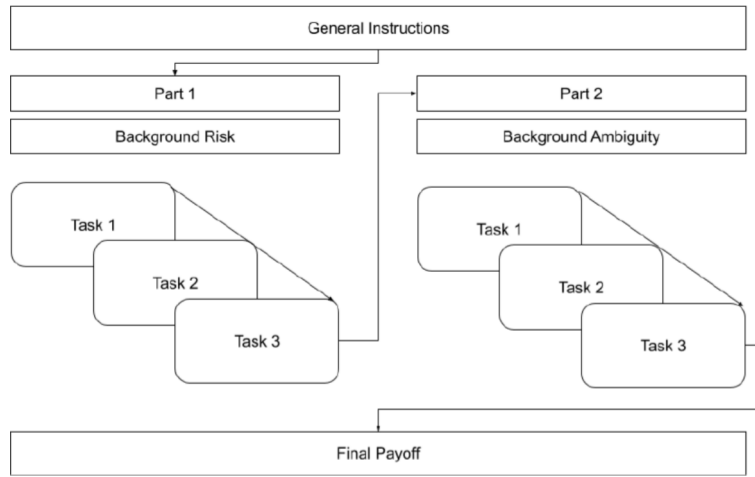 General Instructions
Part 1
Background Risk
Task 1
Task 2
Task 3
Part 2
Background Ambiguity
Task 1
Task 2
Task 3
Final Payoff